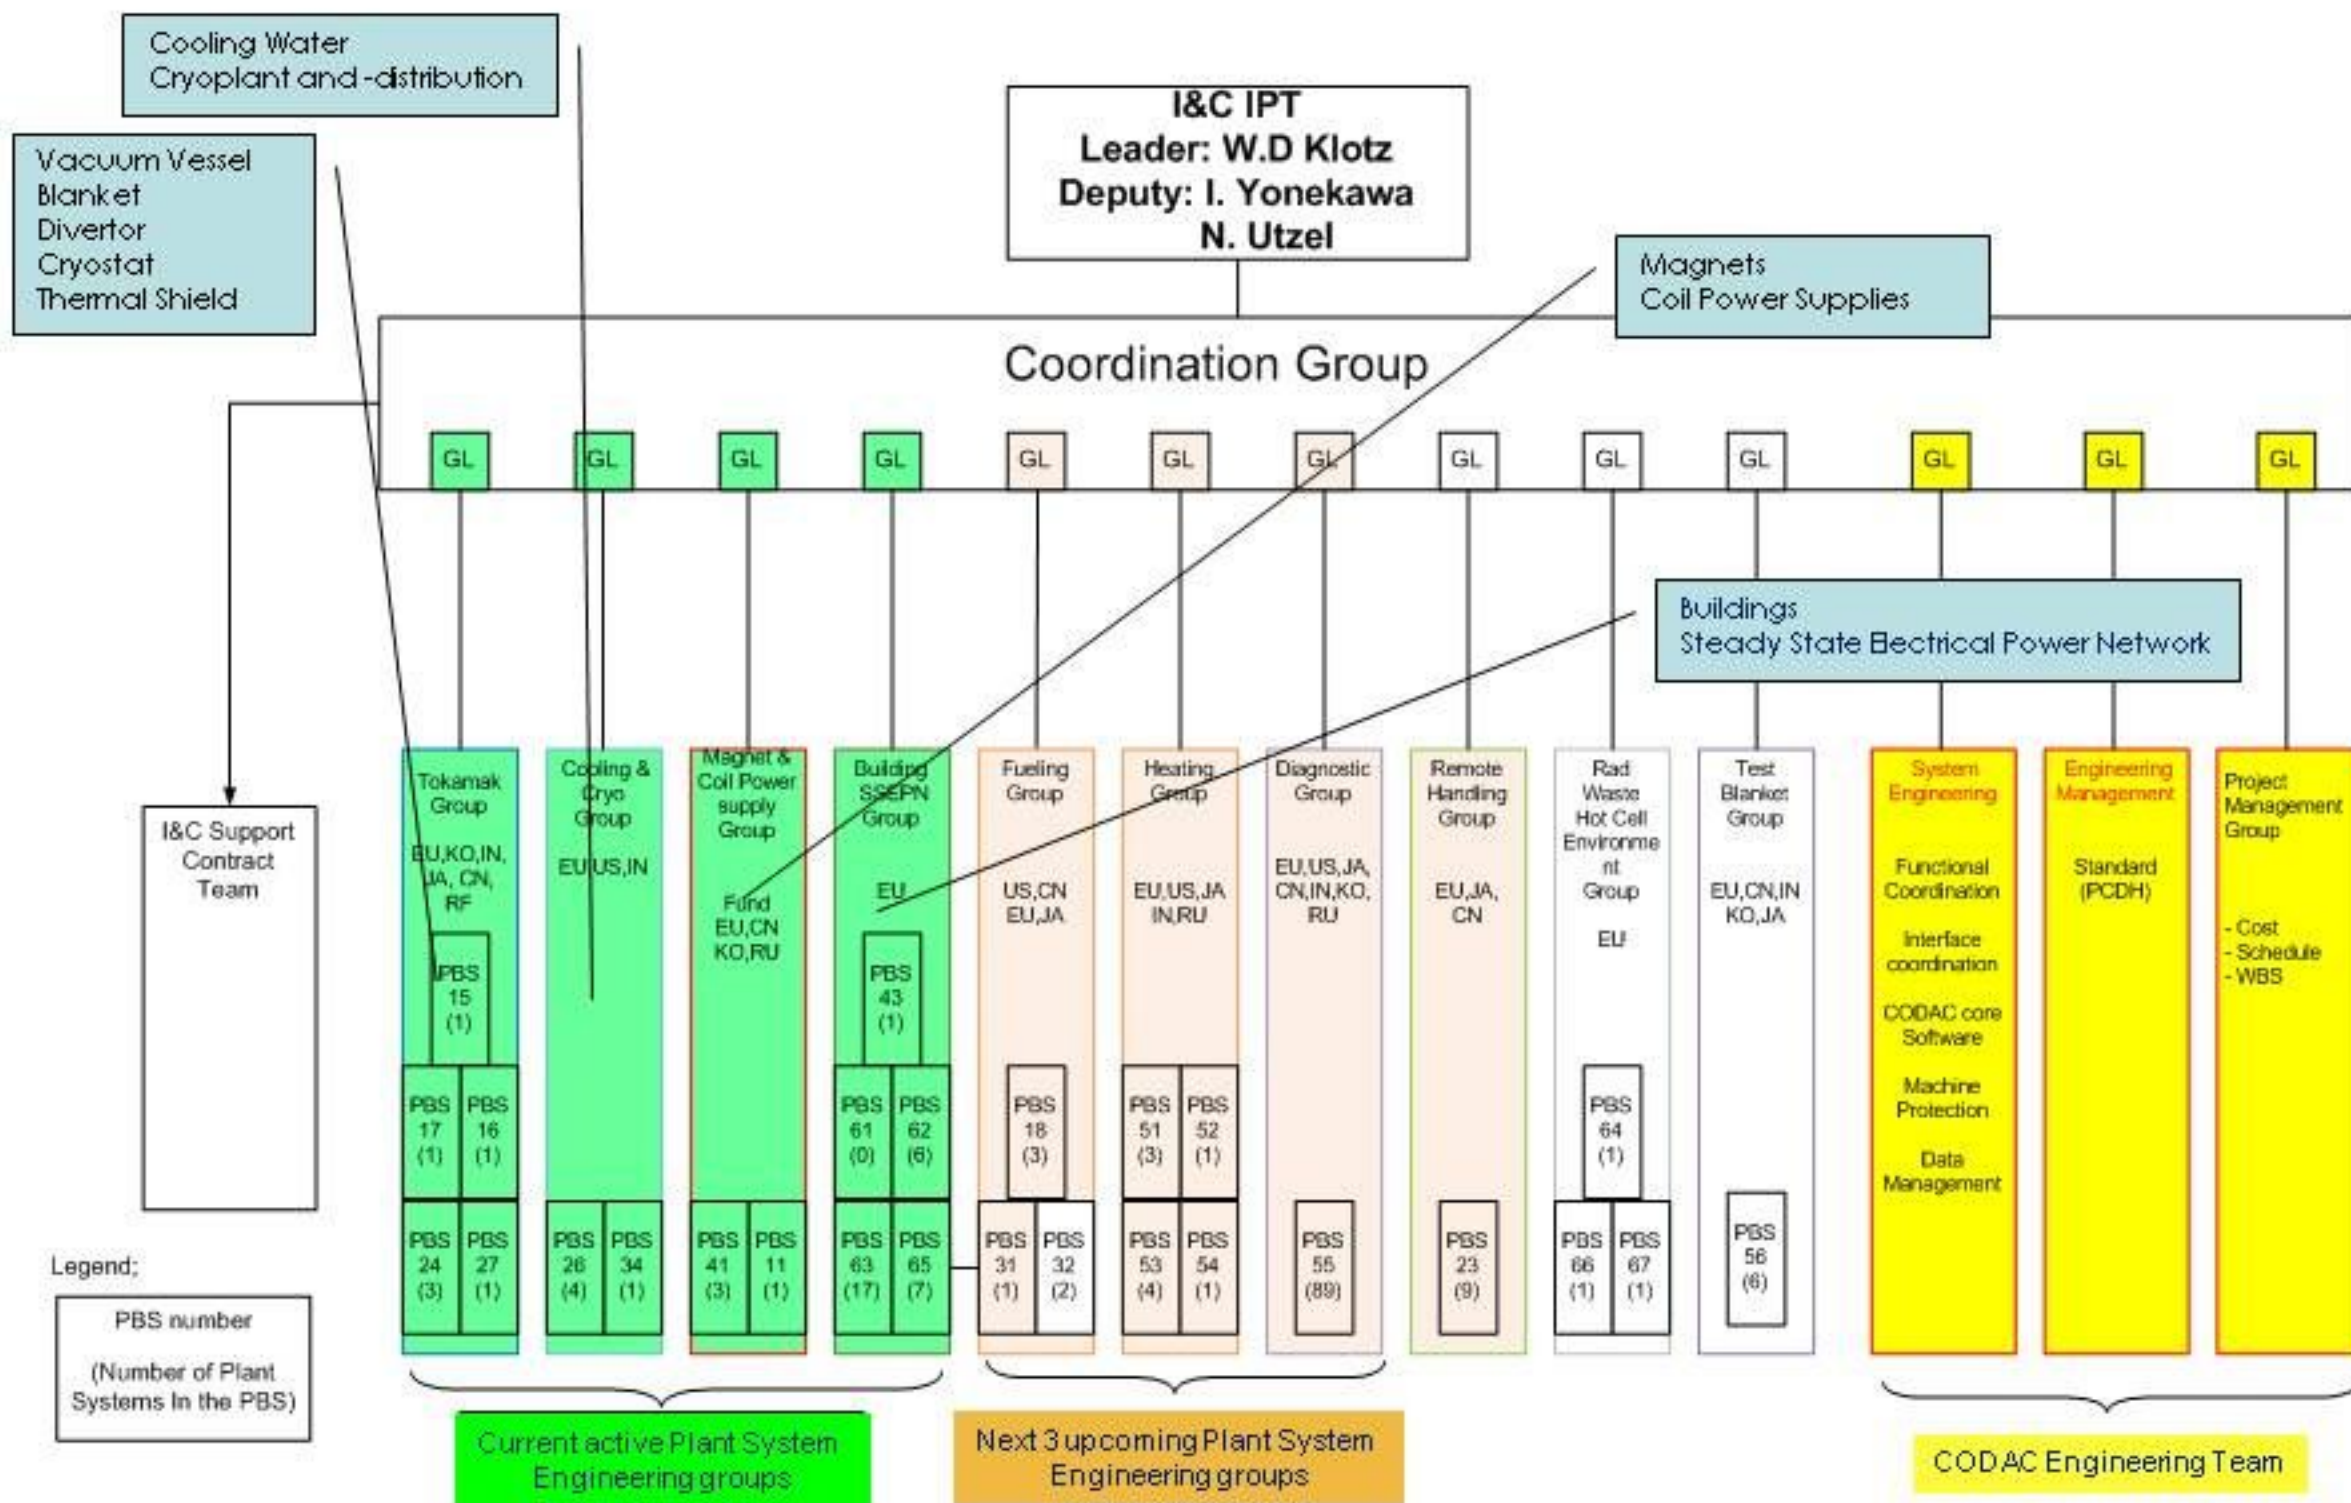 Cooling Water
Cryoplant and -distribution
Vacuum Vessel
Blanket
Divertor
Cryostat
Thermal Shield
I&C IPT
Leader: W.D Klotz
Deputy: I. Yonekawa
N. Utzel
Magnets
Coil Power Supplies
Coordination Group
GL
GL
GL
GL
GL
GL
GL
GL
GL
GL
GL
GL
GL
Buildings
Steady State Electrical Power Network
I&C Support
Contract
Team
Tokamak
Group
EU,KO,IN,
JA, CN,
RF
PBS
15
(1)
PBS
17
(1)
PBS
16
(1)
PBS
24
(3)
PBS
27
(1)
Cooling &
Cryo
Group
EU,US,IN
PBS
26
(4)
PBS
34
(1)
Magnet &
Coil Power
supply
Group
Fund
EU,CN
KO,RU
PBS
41
(3)
PBS
11
(1)
Building
SSEPN
Group
EU
PBS
43
(1)
PBS
61
(0)
PBS
62
(6)
PBS
63
(17)
PBS
65
(7)
Fueling
Group
US,CN
EU,JA
PBS
18
(3)
PBS
31
(1)
PBS
32
(2)
Heating
Group
EU,US,JA
IN,RU
PBS
51
(3)
PBS
52
(1)
PBS
53
(4)
PBS
54
(1)
Diagnostic
Group
EU,US,JA,
CN,IN,KO,
RU
PBS
55
(89)
Remote
Handling
Group
EU,JA,
CN
PBS
23
(9)
Rad
Waste
Hot Cell
Environme
nt
Group
EU
PBS
64
(1)
PBS
66
(1)
PBS
67
(1)
Test
Blanket
Group
EU,CN,IN
KO,JA
PBS
56
(6)
System
Engineering
Functional
Coordination
Interface
coordination
CODAC core
Software
Machine
Protection
Data
Management
Engineering
Management
Standard
(PCDH)
Project
Management
Group
- Cost
- Schedule
- WBS
Legend;
PBS number
(Number of Plant
Systems In the PBS)
Current active Plant System
Engineering groups
Next 3 upcoming Plant System
Engineering groups
CODAC Engineering Team